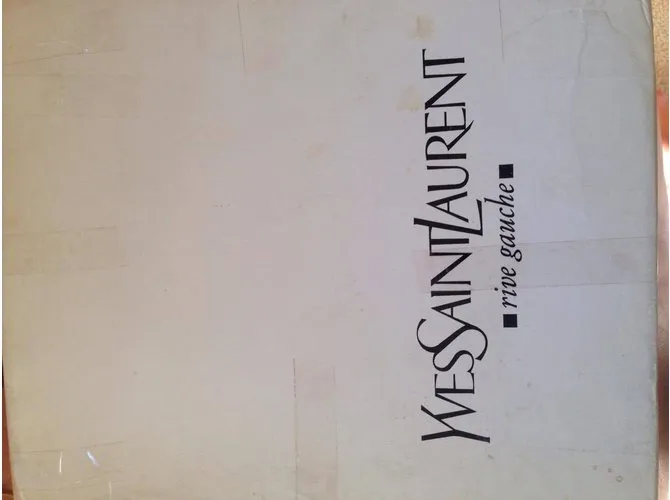 YVESSAINTLAURENT
■ rive gauche ■